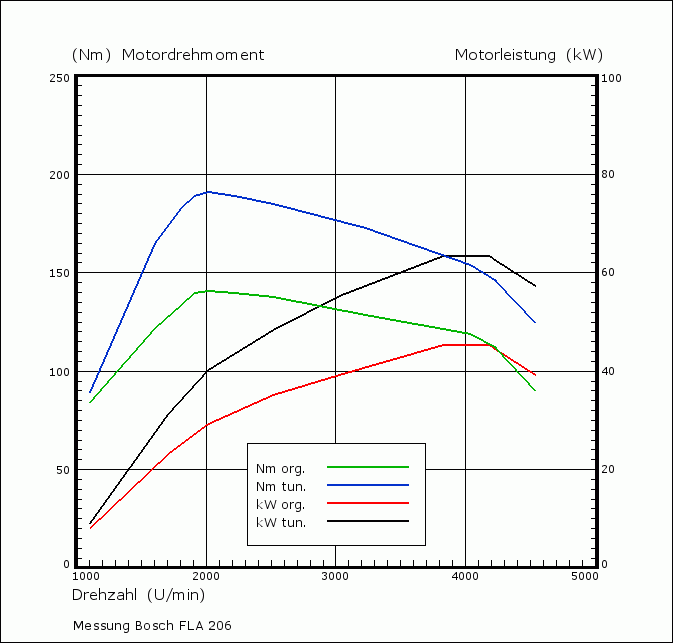 (Nm) Motordrehmoment Motorleistung (kW)
250 100
200 80
150 60
100 40
50 20
Nm org.
Nm tun.
kW org.
kW tun.
0 0
1000 2000 3000 4000 5000
Drehzahl (U/min)
Messung Bosch FLA 206